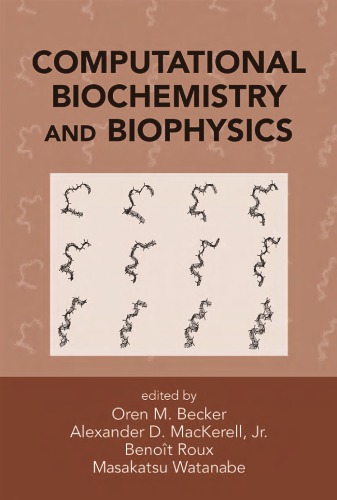 COMPUTATIONAL
BIOCHEMISTRY
AND BIOPHYSICS
edited by
Oren M. Becker
Alexander D. MacKerell, Jr.
Benoît Roux
Masakatsu Watanabe